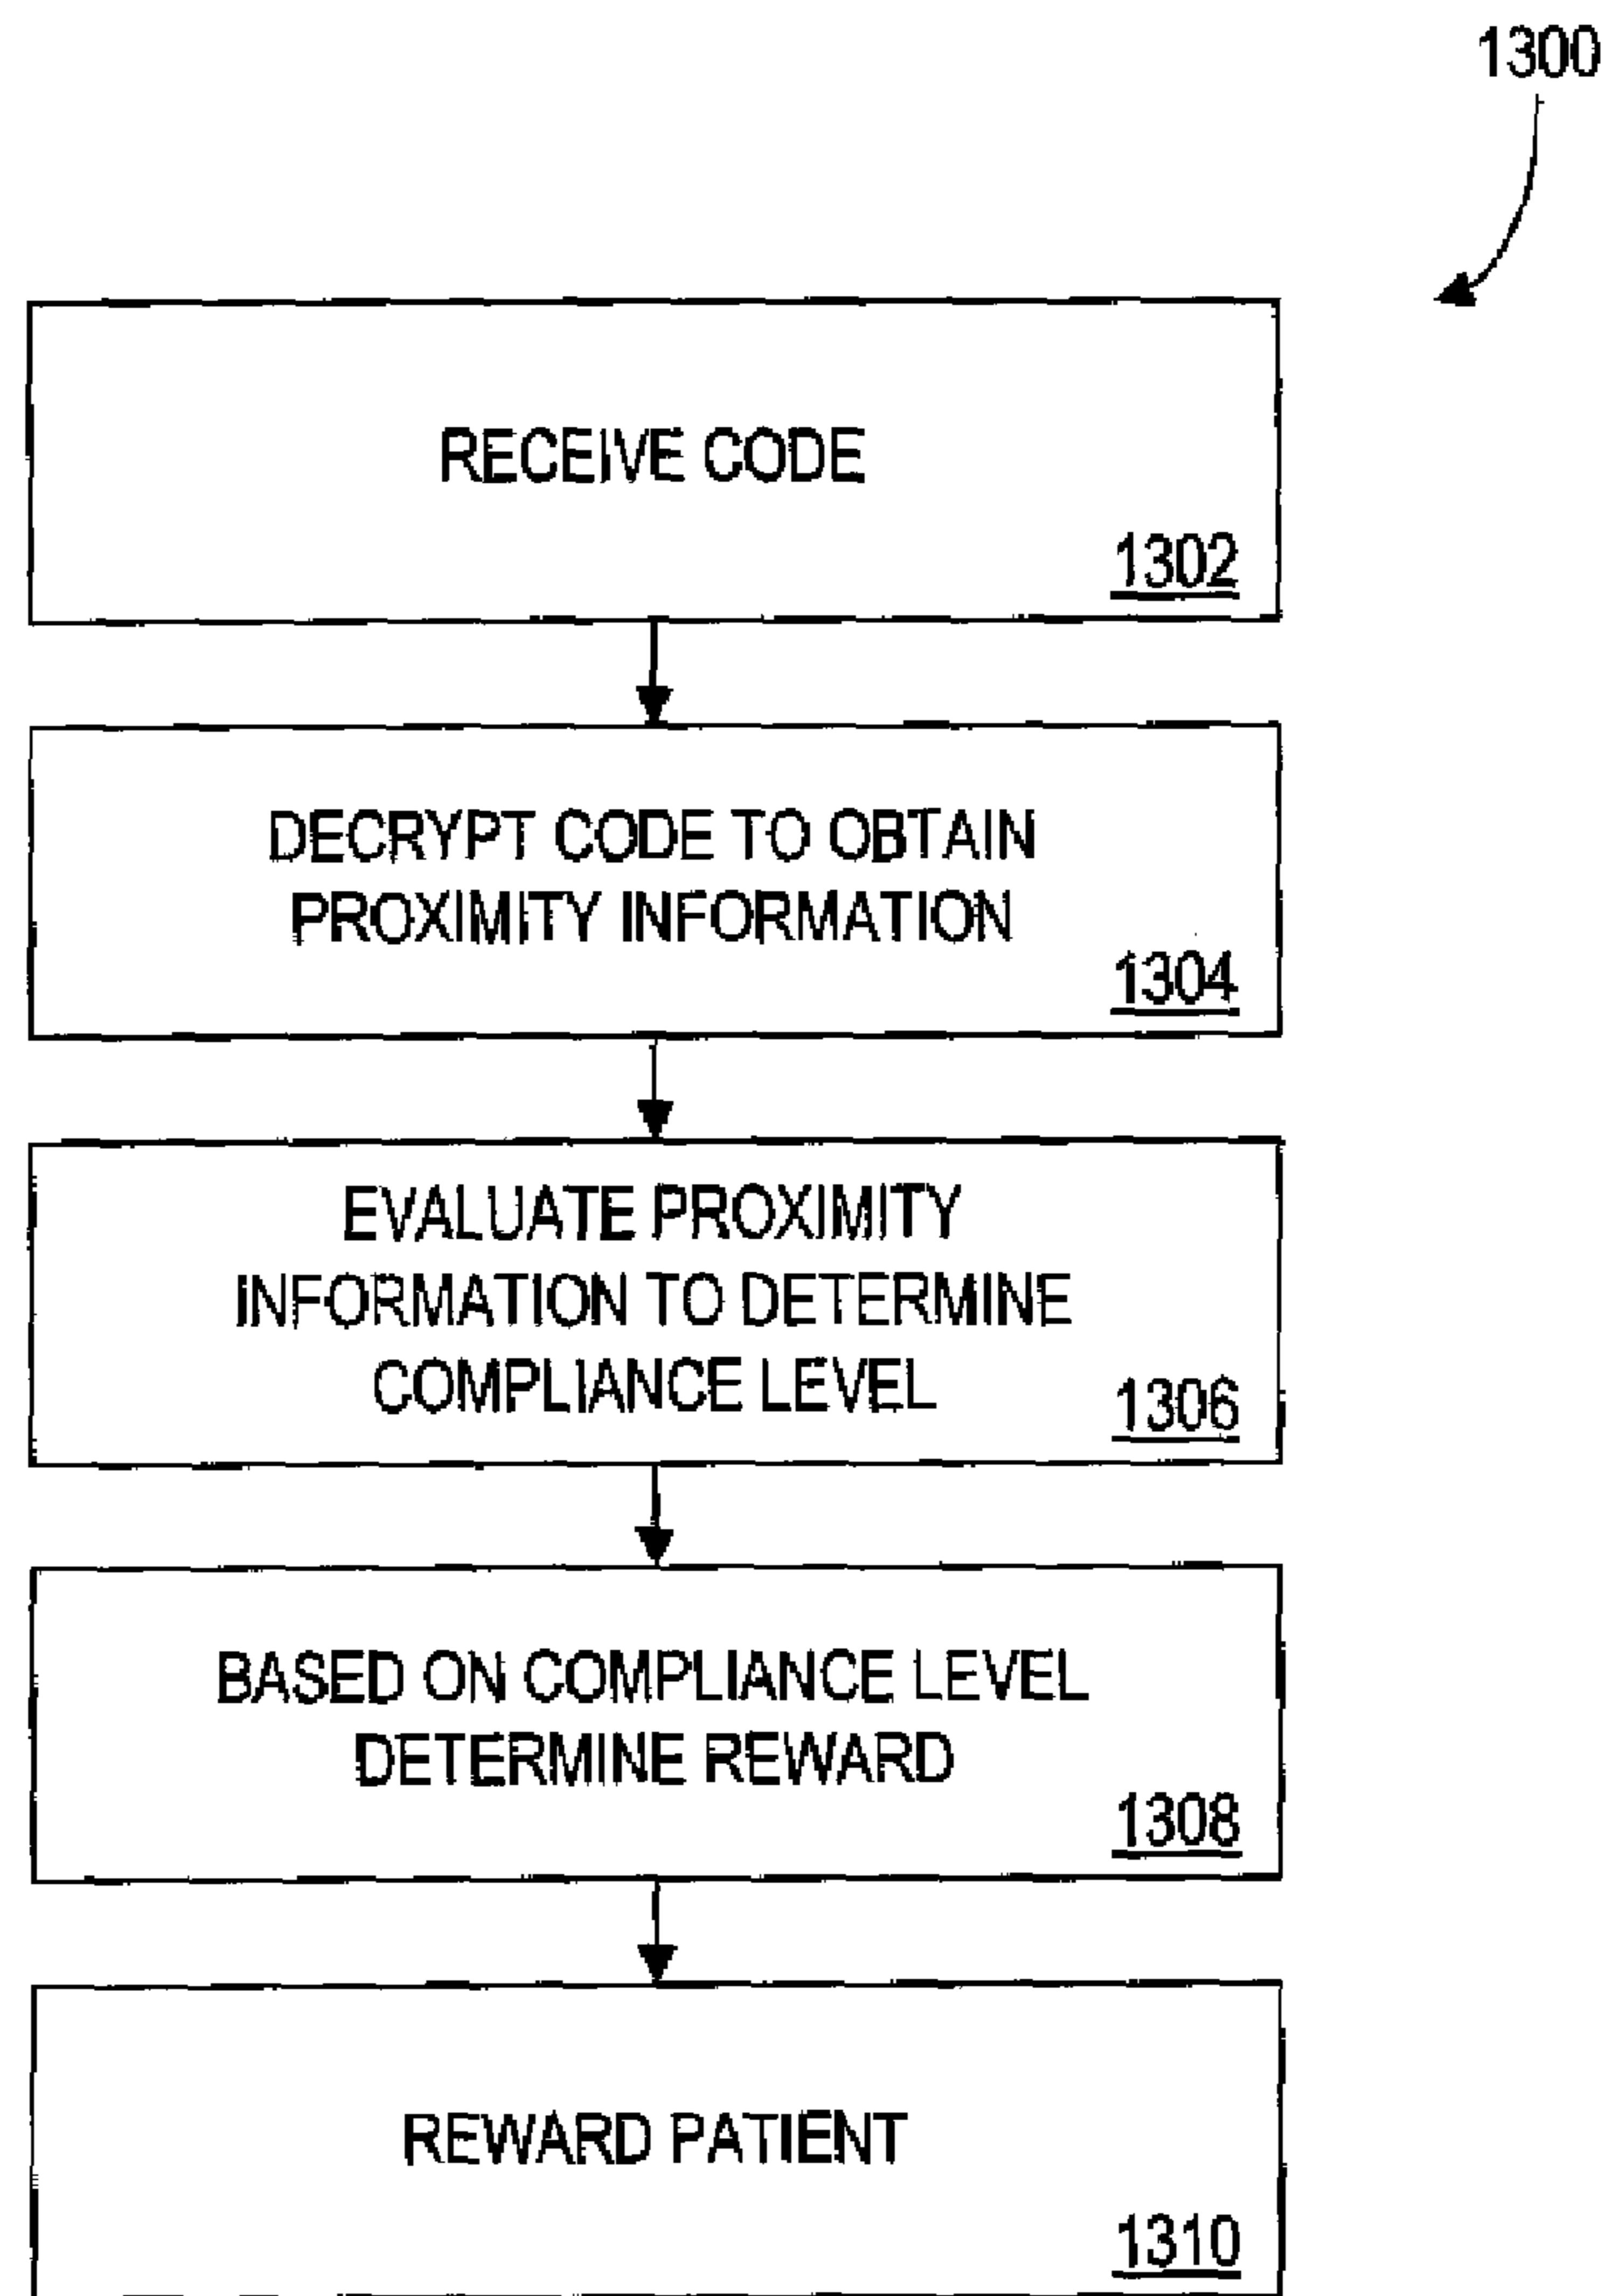 1300
RECEIVE CODE
1302
DECRYPT CODE TO OBTAIN
PROXIMITY INFORMATION
1304
EVALUATE PROXIMITY
INFORMATION TO DETERMINE
COMPLIANCE LEVEL
1306
BASED ON COMPLIANCE LEVEL
DETERMINE REWARD
1308
REWARD PATIENT
1310